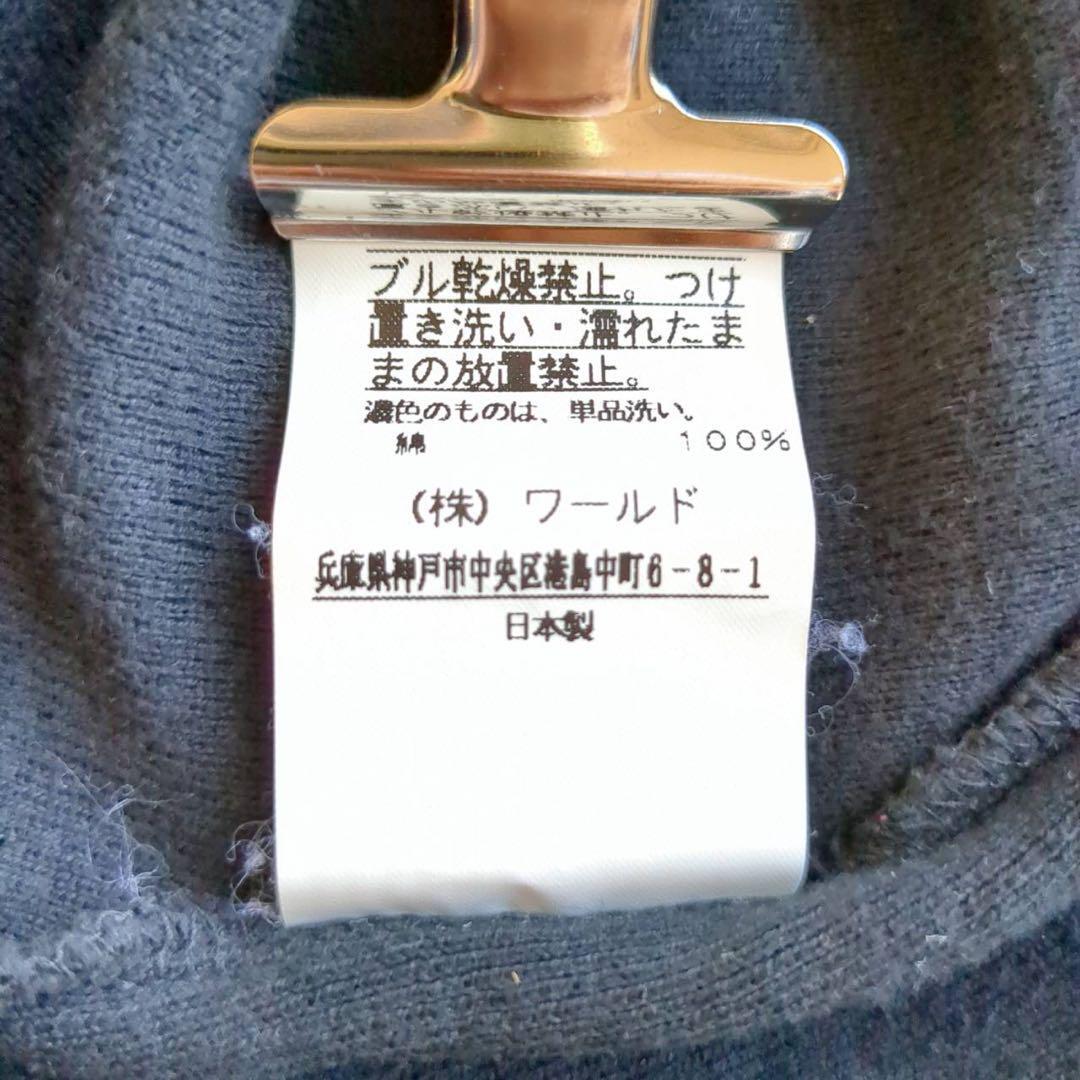 ブル乾燥禁止。つけ
置き洗い・濡れたま
まの放置禁止。
濃色のものは、単品洗い。
綿 100%
(株) ワールド
兵庫県神戸市中央区港島中町6-8-1
日本製